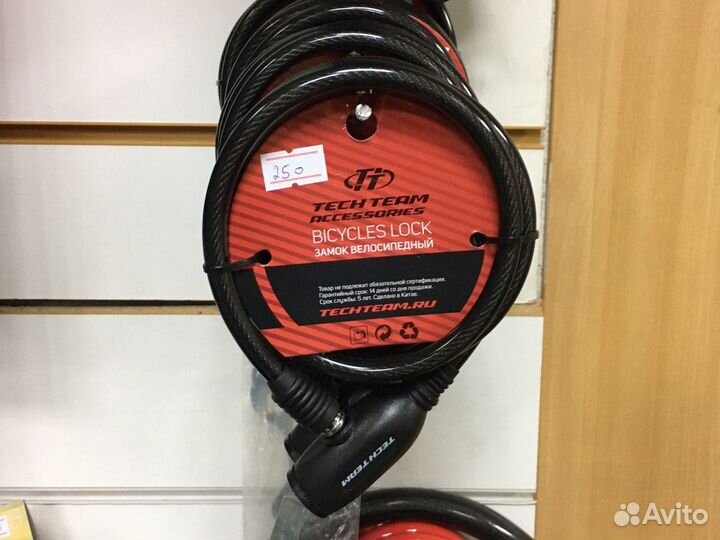 250
TT
TECH TEAM
ACCESSORIES
BICYCLES LOCK
ЗАМОК ВЕЛОСИПЕДНЫЙ
Товар не подлежит обязательной сертификации.
Гарантийный срок: 14 дней со дня продажи.
Срок службы: 5 лет. Сделано в Китае.
TECHTEAM.RU
TECH TEAM
Avito